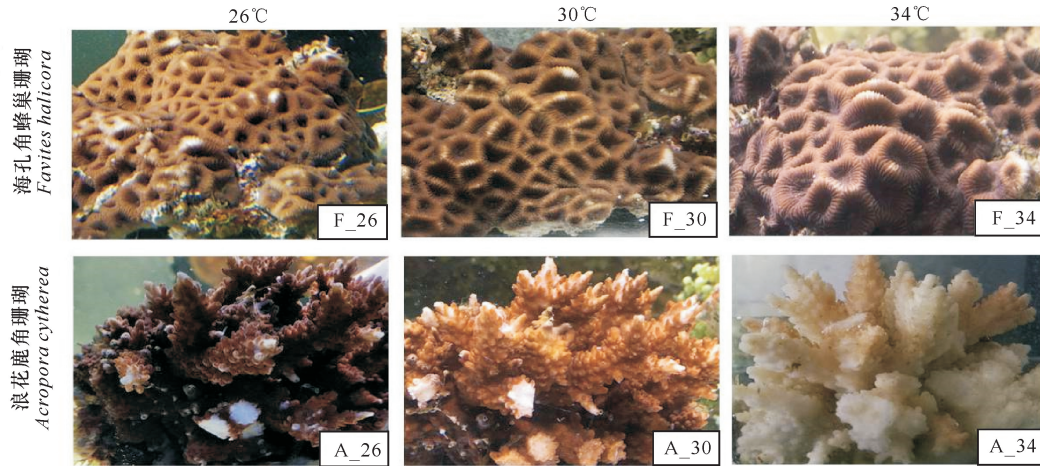 26℃ 30℃ 34℃
海孔角蜂巢珊瑚
Favites halicora
F_26 F_30 F_34
浪花鹿角珊瑚
Acropora cytherea
A_26 A_30 A_34